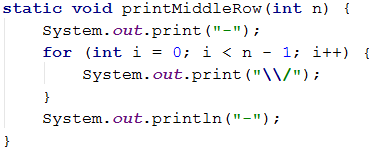 static void printMiddleRow(int n) {
    System.out.print("-");
    for (int i = 0; i < n - 1; i++) {
        System.out.print("\\/");
    }
    System.out.println("-");
}